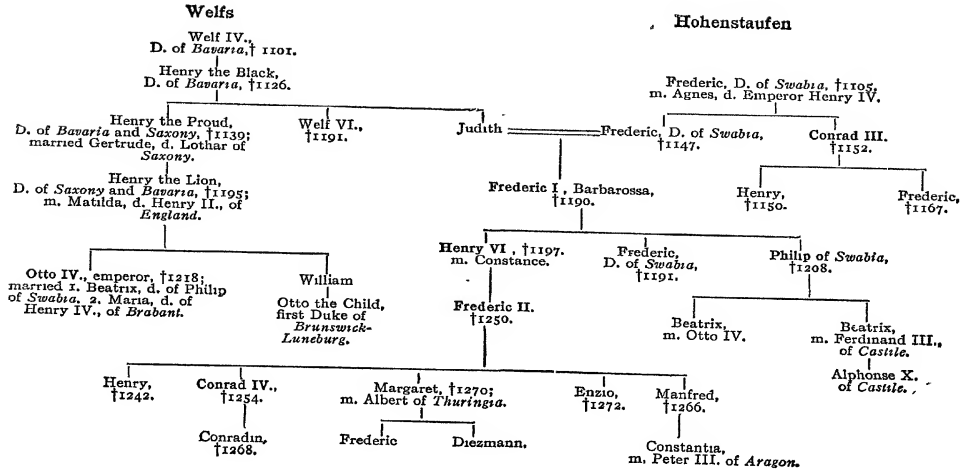 Welfs
Hohenstaufen
Welf IV.,
D. of Bavaria, † 1101.
Henry the Black,
D. of Bavaria, †1126.
Frederic, D. of Swabia, †1105,
m. Agnes, d. Emperor Henry IV.
Henry the Proud,
D. of Bavaria and Saxony, †1139;
married Gertrude, d. Lothar of
Saxony.
Welf VI.,
†1191.
Judith
Frederic, D. of Swabia,
†1147.
Conrad III.
†1152.
Henry the Lion,
D. of Saxony and Bavaria, †1195;
m. Matilda, d. Henry II., of
England.
Frederic I, Barbarossa,
†1190.
Henry,
†1150.
Frederic,
†1167.
Otto IV., emperor, †1218;
married 1. Beatrix, d. of Philip
of Swabia, 2. Maria, d. of
Henry IV., of Brabant.
William
Otto the Child,
first Duke of
Brunswick-
Luneburg.
Henry VI, †1197.
m. Constance.
Frederic,
D. of Swabia,
†1191.
Philip of Swabia,
†1208.
Frederic II.
†1250.
Beatrix,
m. Otto IV.
Beatrix,
m. Ferdinand III.,
of Castile.
Alphonse X.
of Castile.
Henry,
†1242.
Conrad IV.,
†1254.
Margaret, †1270;
m. Albert of Thuringia.
Enzio,
†1272.
Manfred,
†1266.
Conradin,
†1268.
Frederic
Diezmann.
Constantia,
m. Peter III. of Aragon.